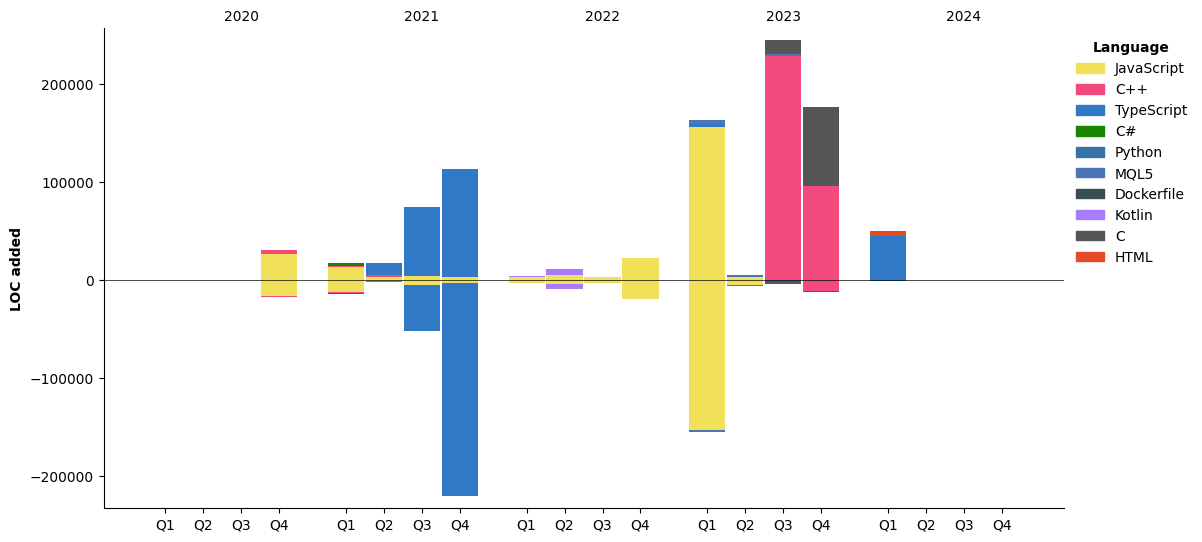 2020 2021 2022 2023 2024
LOC added
200000
100000
0
−100000
−200000
Q1 Q2 Q3 Q4 Q1 Q2 Q3 Q4 Q1 Q2 Q3 Q4 Q1 Q2 Q3 Q4 Q1 Q2 Q3 Q4
Language
JavaScript
C++
TypeScript
C#
Python
MQL5
Dockerfile
Kotlin
C
HTML